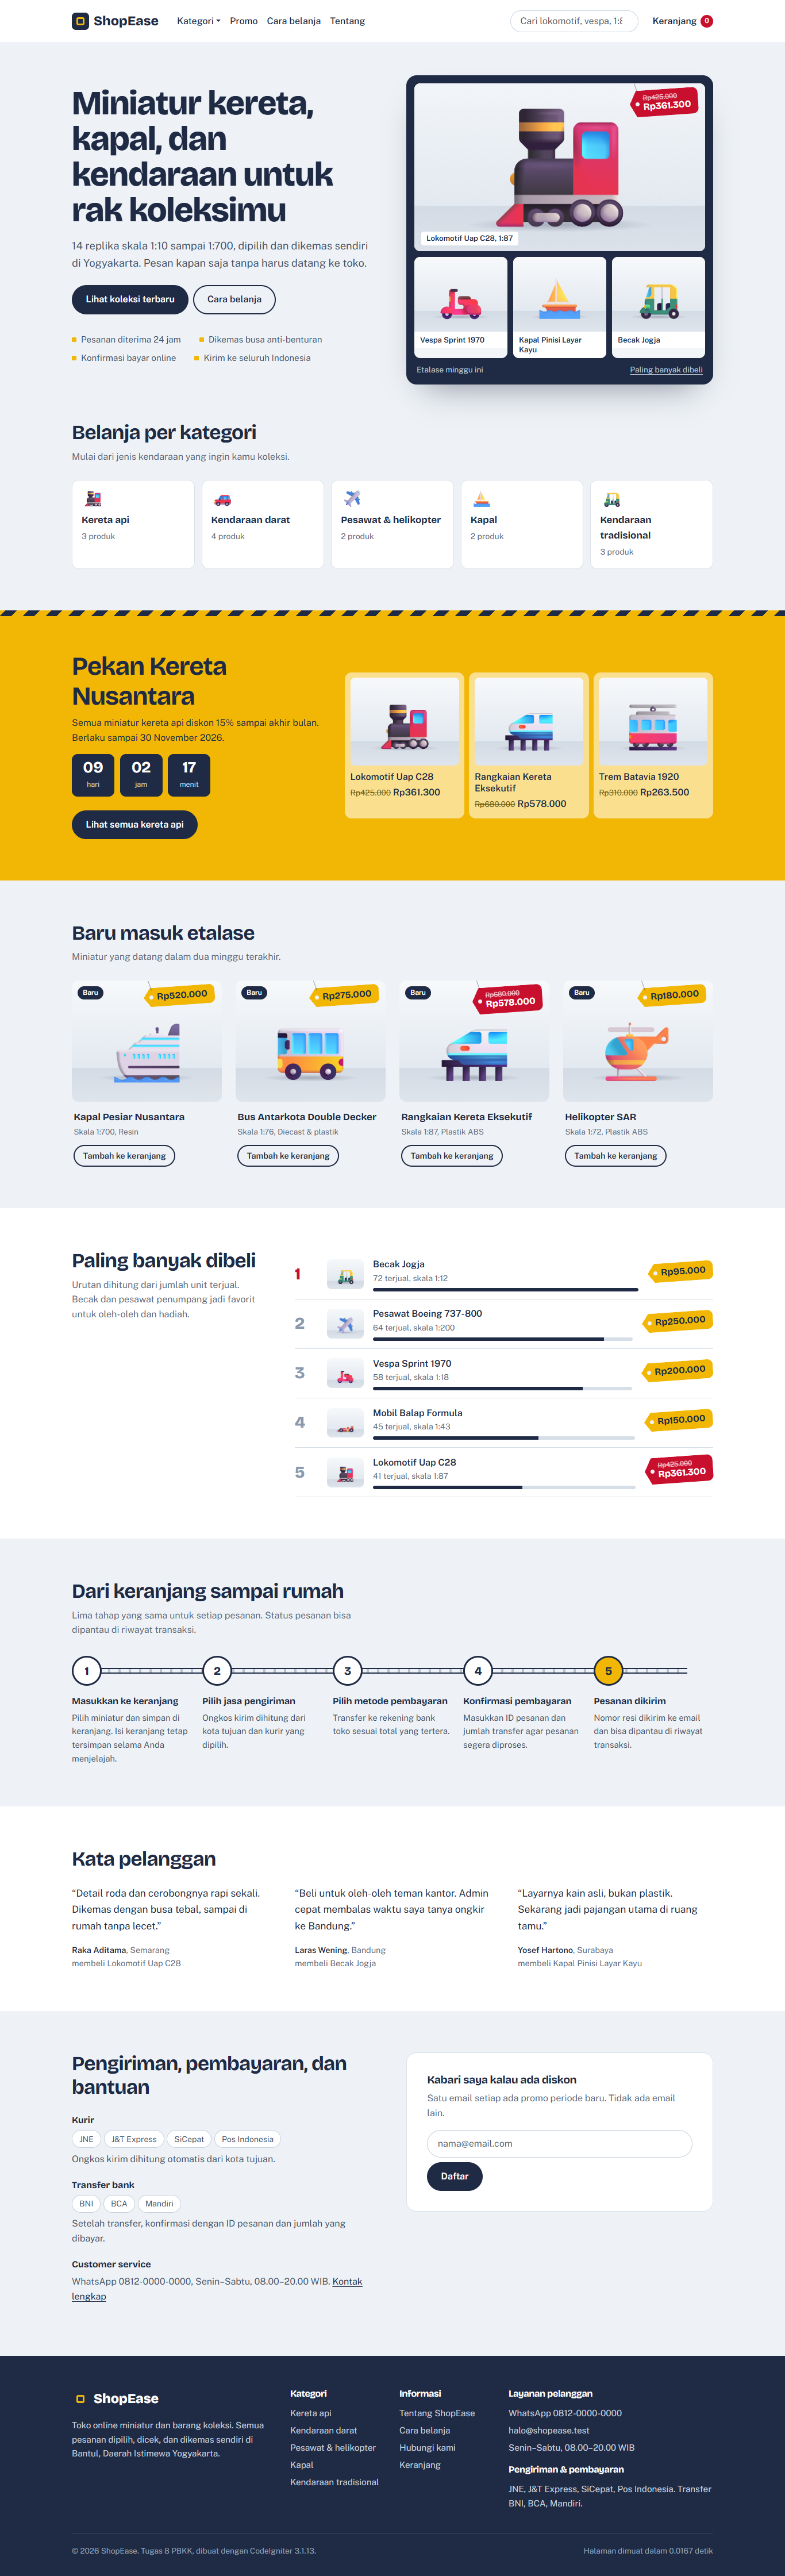 ShopEase
Kategori
Promo
Cara belanja
Tentang
Keranjang
0
Miniatur kereta,
kapal, dan
kendaraan untuk
rak koleksimu
14 replika skala 1:10 sampai 1:700, dipilih dan dikemas sendiri
di Yogyakarta. Pesan kapan saja tanpa harus datang ke toko.
Lihat koleksi terbaru
Cara belanja
Pesanan diterima 24 jam
Dikemas busa anti-benturan
Konfirmasi bayar online
Kirim ke seluruh Indonesia
Rp425.000
Rp361.300
Lokomotif Uap C28, 1:87
Vespa Sprint 1970
Kapal Pinisi Layar
Kayu
Becak Jogja
Etalase minggu ini
Paling banyak dibeli
Belanja per kategori
Mulai dari jenis kendaraan yang ingin kamu koleksi.
Kereta api
3 produk
Kendaraan darat
4 produk
Pesawat & helikopter
2 produk
Kapal
2 produk
Kendaraan
tradisional
3 produk
Pekan Kereta
Nusantara
Semua miniatur kereta api diskon 15% sampai akhir bulan.
Berlaku sampai 30 November 2026.
09
hari
02
jam
17
menit
Lihat semua kereta api
Lokomotif Uap C28
Rp425.000 Rp361.300
Rangkaian Kereta
Eksekutif
Rp680.000 Rp578.000
Trem Batavia 1920
Rp310.000 Rp263.500
Baru masuk etalase
Miniatur yang datang dalam dua minggu terakhir.
Baru
Rp520.000
Kapal Pesiar Nusantara
Skala 1:700, Resin
Tambah ke keranjang
Baru
Rp275.000
Bus Antarkota Double Decker
Skala 1:76, Diecast & plastik
Tambah ke keranjang
Baru
Rp680.000
Rp578.000
Rangkaian Kereta Eksekutif
Skala 1:87, Plastik ABS
Tambah ke keranjang
Baru
Rp180.000
Helikopter SAR
Skala 1:72, Plastik ABS
Tambah ke keranjang
Paling banyak dibeli
Urutan dihitung dari jumlah unit terjual.
Becak dan pesawat penumpang jadi favorit
untuk oleh-oleh dan hadiah.
1
Becak Jogja
72 terjual, skala 1:12
Rp95.000
2
Pesawat Boeing 737-800
64 terjual, skala 1:200
Rp250.000
3
Vespa Sprint 1970
58 terjual, skala 1:18
Rp200.000
4
Mobil Balap Formula
45 terjual, skala 1:43
Rp150.000
5
Lokomotif Uap C28
41 terjual, skala 1:87
Rp425.000
Rp361.300
Dari keranjang sampai rumah
Lima tahap yang sama untuk setiap pesanan. Status pesanan bisa
dipantau di riwayat transaksi.
1
2
3
4
5
Masukkan ke keranjang
Pilih miniatur dan simpan di
keranjang. Isi keranjang tetap
tersimpan selama Anda
menjelajah.
Pilih jasa pengiriman
Ongkos kirim dihitung dari
kota tujuan dan kurir yang
dipilih.
Pilih metode pembayaran
Transfer ke rekening bank
toko sesuai total yang tertera.
Konfirmasi pembayaran
Masukkan ID pesanan dan
jumlah transfer agar pesanan
segera diproses.
Pesanan dikirim
Nomor resi dikirim ke email
dan bisa dipantau di riwayat
transaksi.
Kata pelanggan
“Detail roda dan cerobongnya rapi sekali.
Dikemas dengan busa tebal, sampai di
rumah tanpa lecet.”
Raka Aditama, Semarang
membeli Lokomotif Uap C28
“Beli untuk oleh-oleh teman kantor. Admin
cepat membalas waktu saya tanya ongkir
ke Bandung.”
Laras Wening, Bandung
membeli Becak Jogja
“Layarnya kain asli, bukan plastik.
Sekarang jadi pajangan utama di ruang
tamu.”
Yosef Hartono, Surabaya
membeli Kapal Pinisi Layar Kayu
Pengiriman, pembayaran, dan
bantuan
Kurir
JNE
J&T Express
SiCepat
Pos Indonesia
Ongkos kirim dihitung otomatis dari kota tujuan.
Transfer bank
BNI
BCA
Mandiri
Setelah transfer, konfirmasi dengan ID pesanan dan jumlah yang
dibayar.
Customer service
WhatsApp 0812-0000-0000, Senin–Sabtu, 08.00–20.00 WIB. Kontak
lengkap
Kabari saya kalau ada diskon
Satu email setiap ada promo periode baru. Tidak ada email
lain.
nama@email.com
Daftar
ShopEase
Toko online miniatur dan barang koleksi. Semua
pesanan dipilih, dicek, dan dikemas sendiri di
Bantul, Daerah Istimewa Yogyakarta.
Kategori
Kereta api
Kendaraan darat
Pesawat & helikopter
Kapal
Kendaraan tradisional
Informasi
Tentang ShopEase
Cara belanja
Hubungi kami
Keranjang
Layanan pelanggan
WhatsApp 0812-0000-0000
halo@shopease.test
Senin–Sabtu, 08.00–20.00 WIB
Pengiriman & pembayaran
JNE, J&T Express, SiCepat, Pos Indonesia. Transfer
BNI, BCA, Mandiri.
© 2026 ShopEase. Tugas 8 PBKK, dibuat dengan CodeIgniter 3.1.13.
Halaman dimuat dalam 0.0167 detik